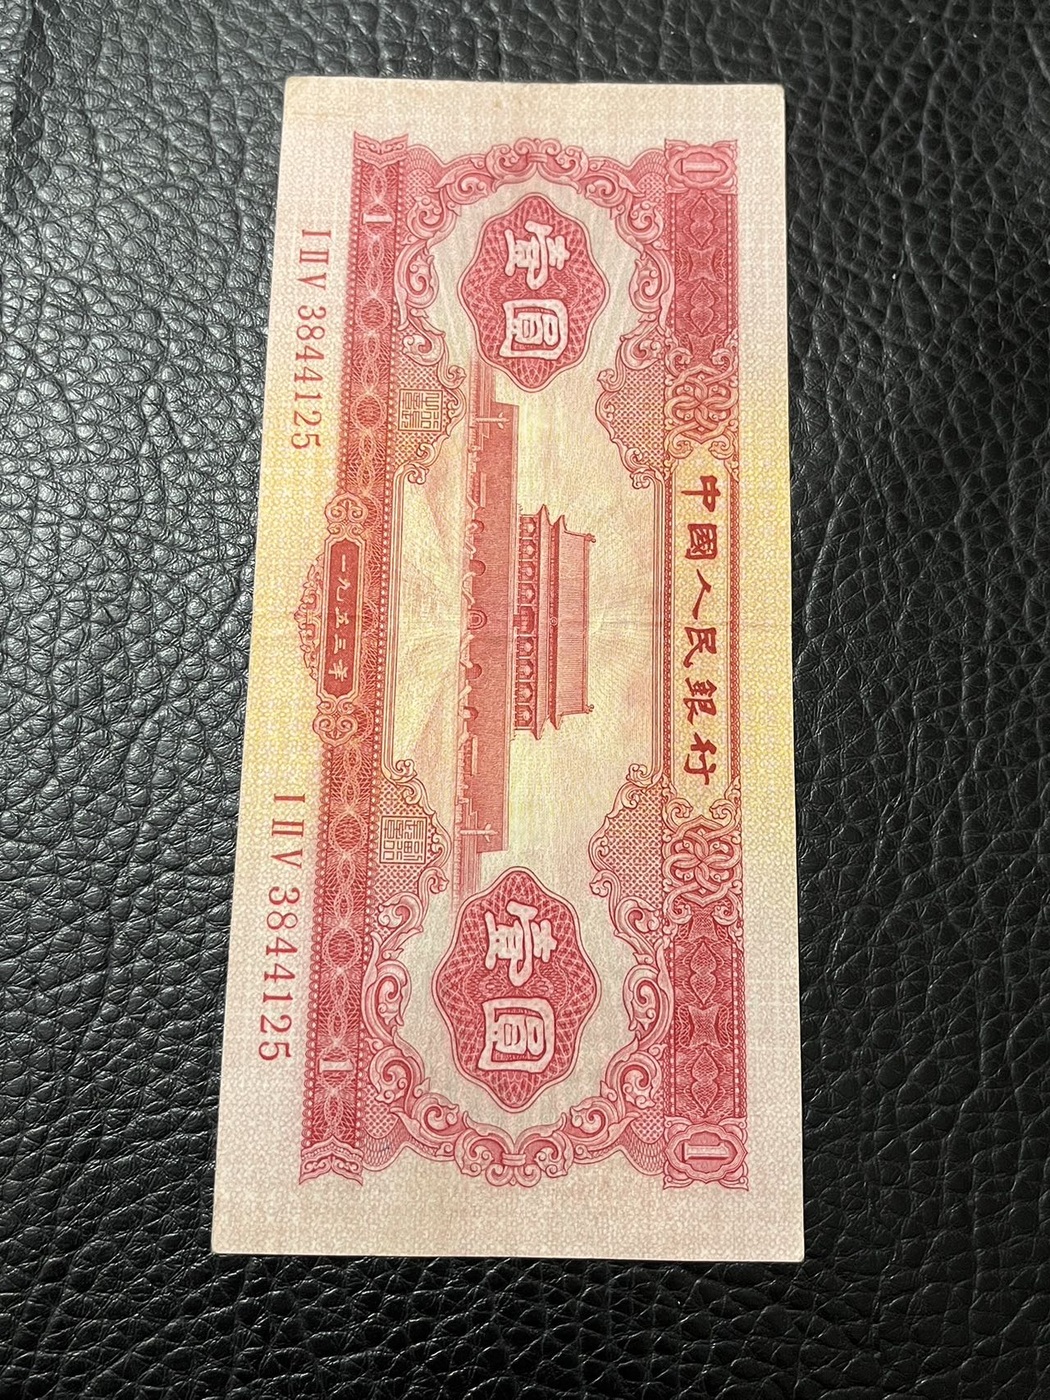 1 中國人民銀行 1
壹圓 壹圓
1 一九五三年 1
I II V 3844125 I II V 3844125